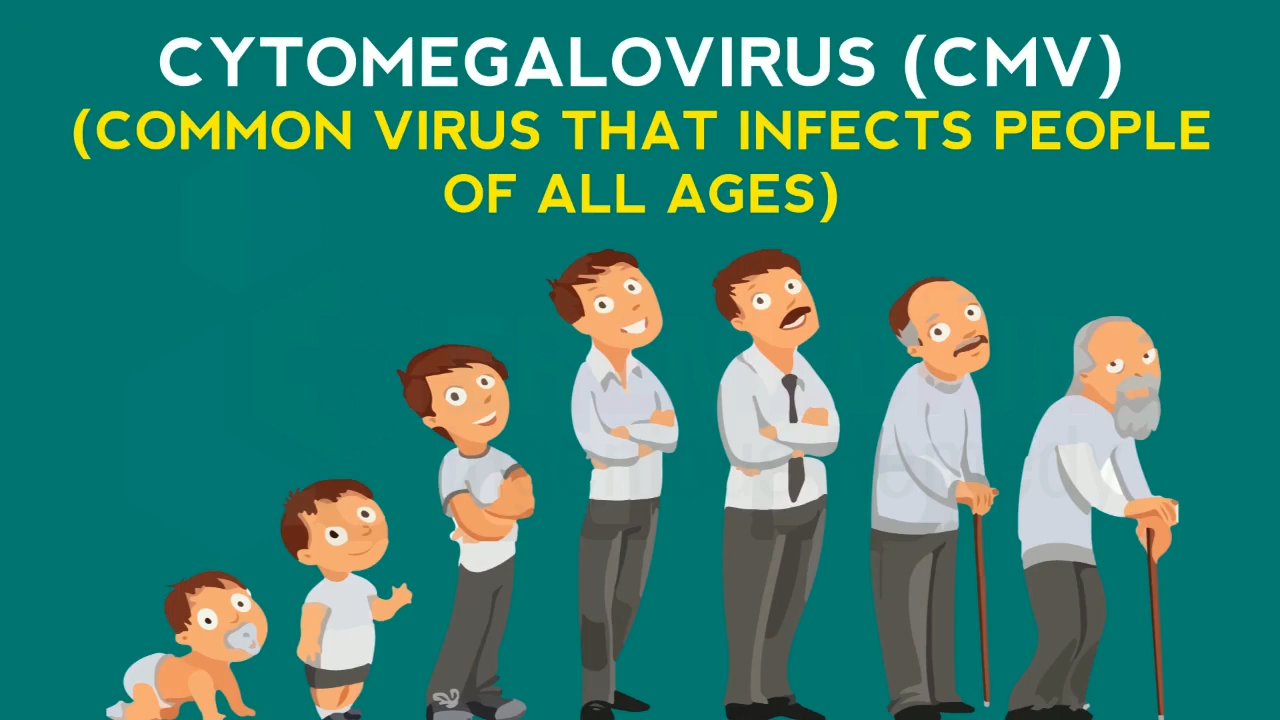 CYTOMEGALOVIRUS (CMV)
(COMMON VIRUS THAT INFECTS PEOPLE
OF ALL AGES)